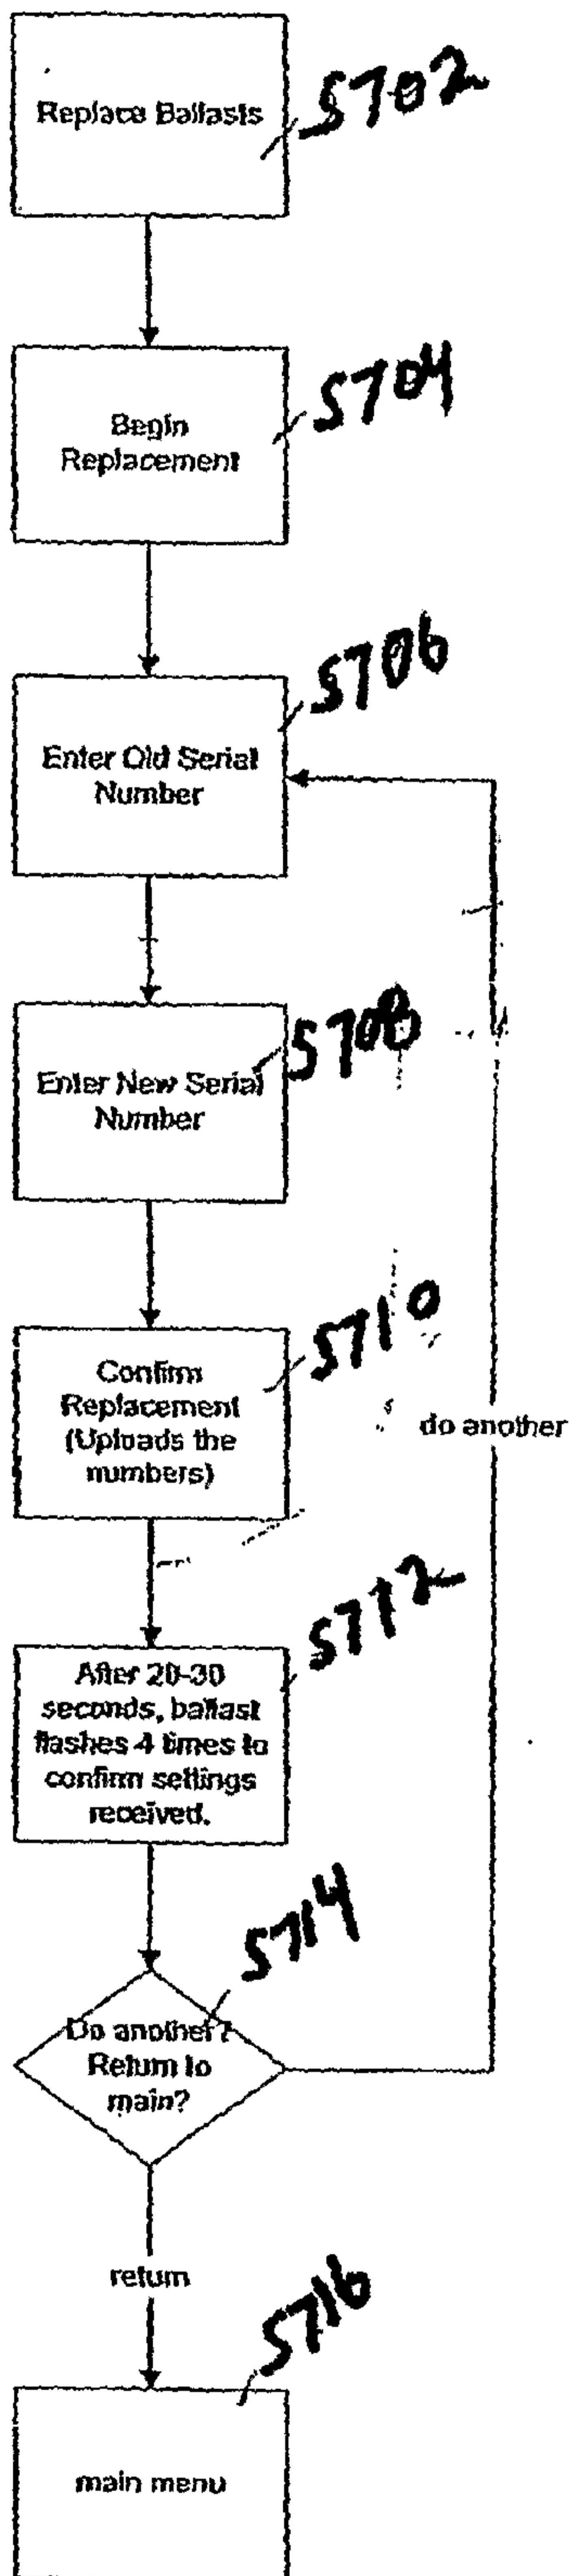 Replace Ballasts
S702
Begin
Replacement
S704
Enter Old Serial
Number
S706
Enter New Serial
Number
S708
Confirm
Replacement
(Uploads the
numbers)
S710
do another
After 20-30
seconds, ballast
flashes 4 times to
confirm settings
received.
S712
Do another?
Return to
main?
S714
return
main menu
S716